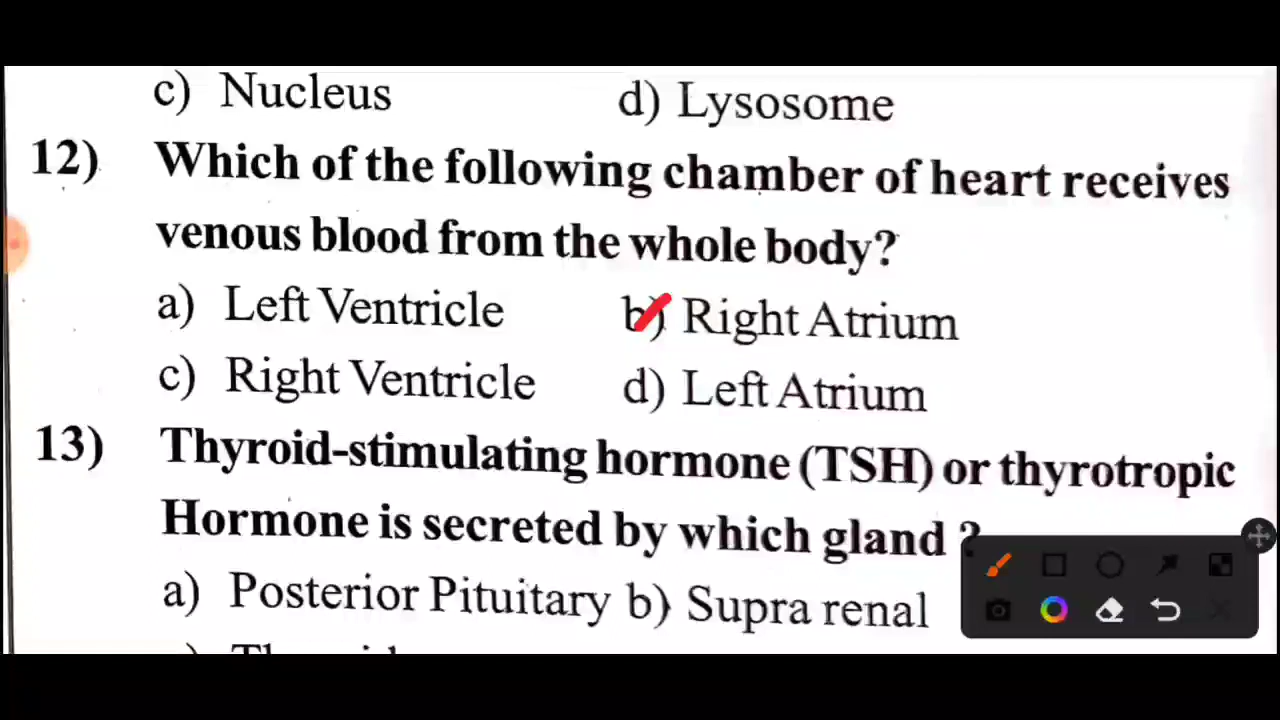 c) Nucleus d) Lysosome
12) Which of the following chamber of heart receives
venous blood from the whole body?
a) Left Ventricle b) Right Atrium
c) Right Ventricle d) Left Atrium
13) Thyroid-stimulating hormone (TSH) or thyrotropic
Hormone is secreted by which gland ?
a) Posterior Pituitary b) Supra renal